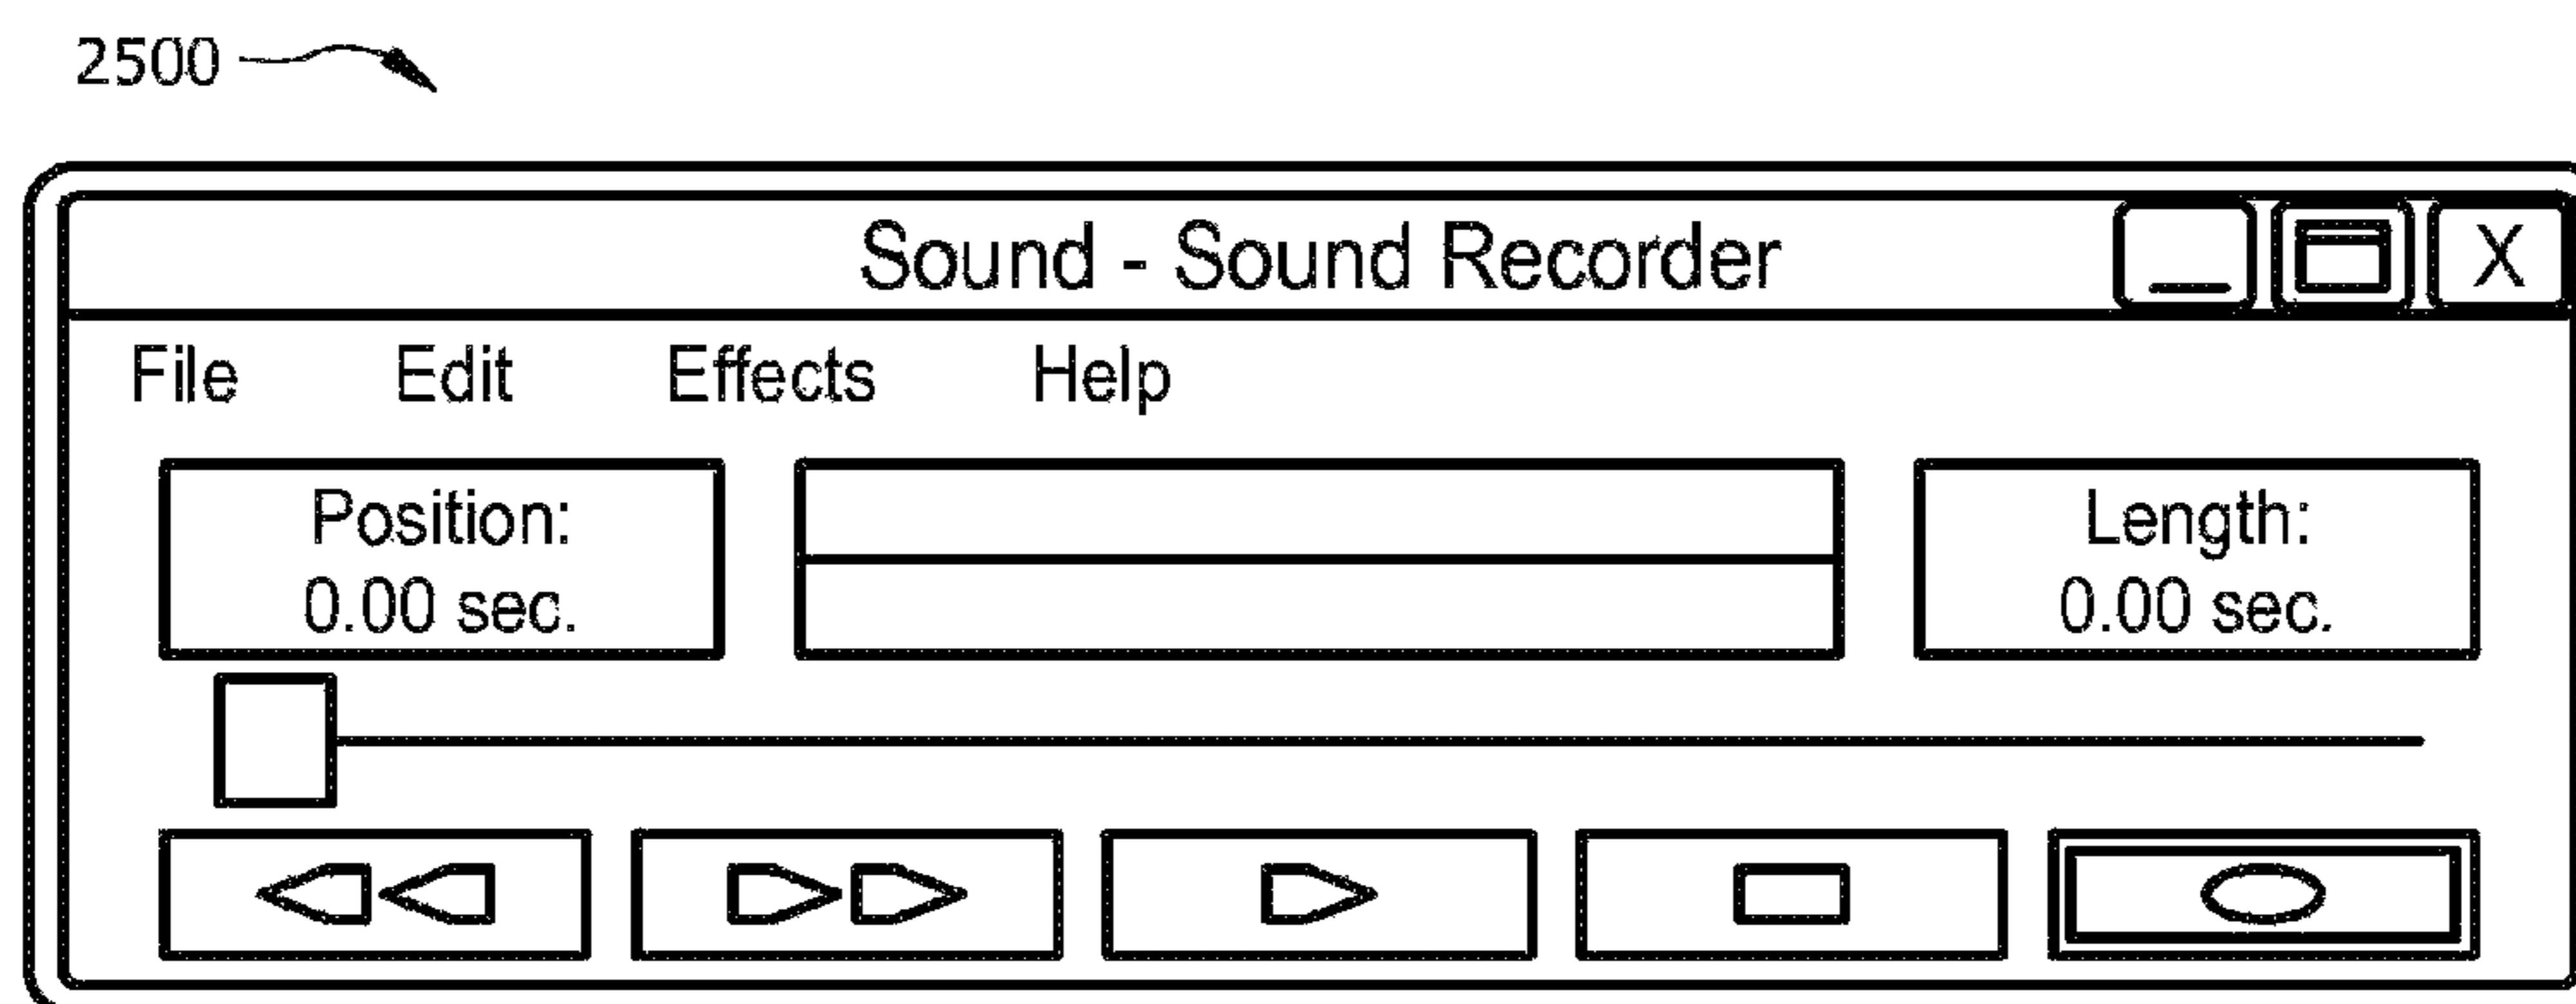 2500
Sound - Sound Recorder X
File Edit Effects Help
Position:
0.00 sec.
Length:
0.00 sec.